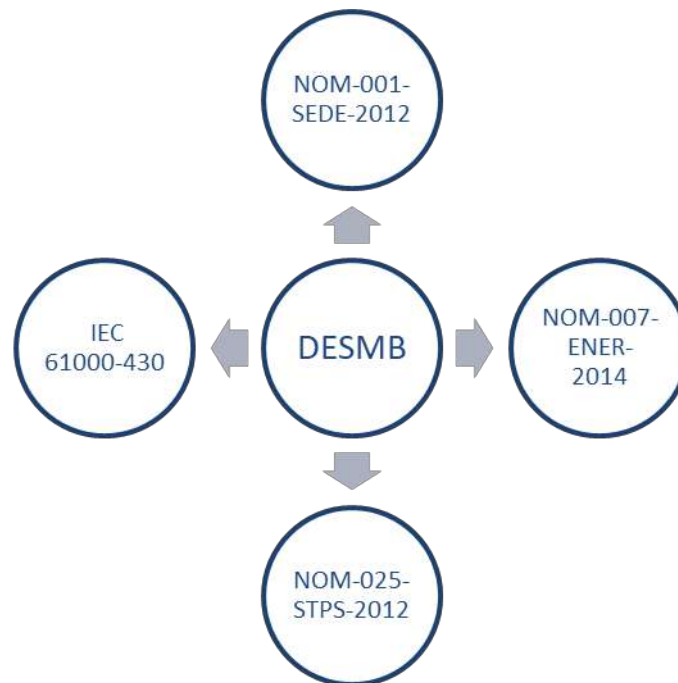 NOM-001-
SEDE-2012
IEC
61000-430
DESMB
NOM-007-
ENER-
2014
NOM-025-
STPS-2012